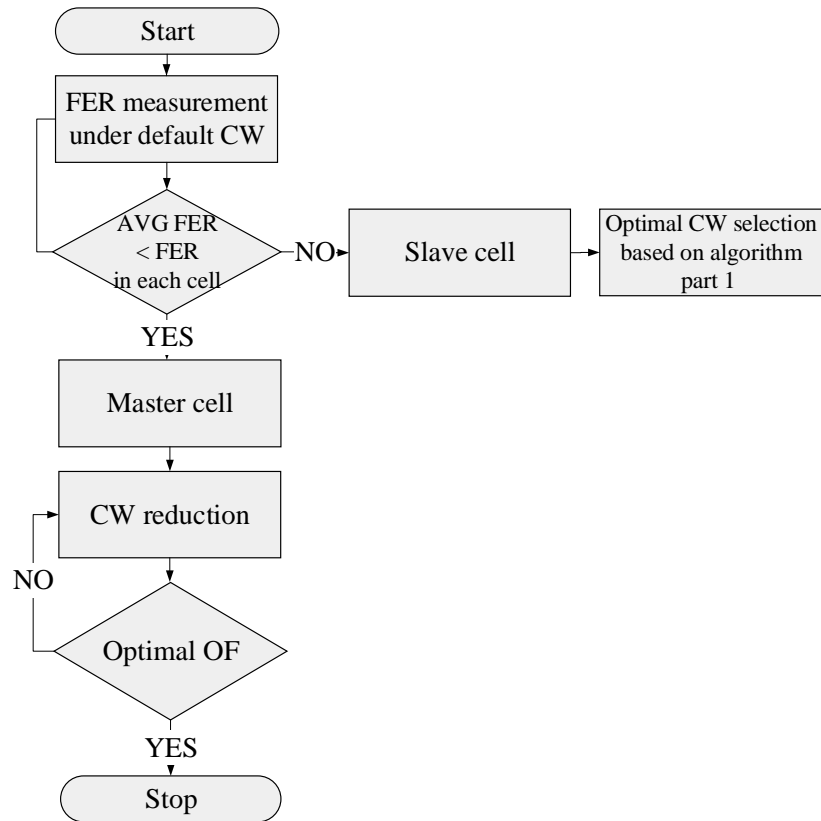 Start
FER measurement
under default CW
AVG FER
< FER
in each cell
NO
Slave cell
Optimal CW selection
based on algorithm
part 1
YES
Master cell
CW reduction
NO
Optimal OF
YES
Stop